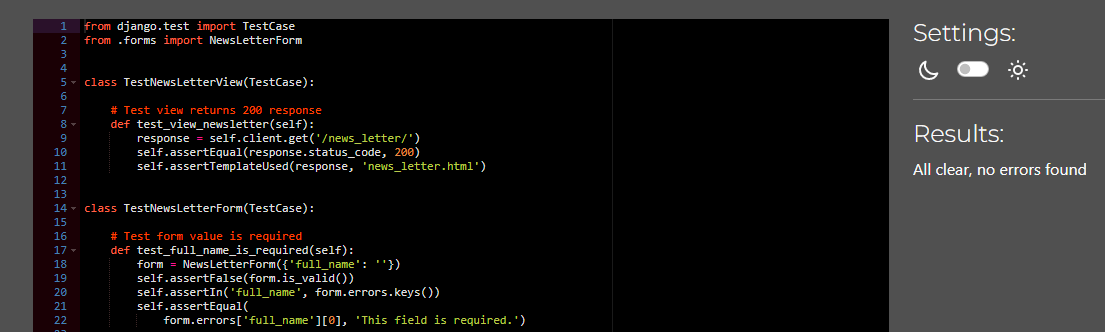 1 from django.test import TestCase
2 from .forms import NewsLetterForm
3
4
5 class TestNewsLetterView(TestCase):
6
7     # Test view returns 200 response
8     def test_view_newsletter(self):
9         response = self.client.get('/news_letter/')
10         self.assertEqual(response.status_code, 200)
11         self.assertTemplateUsed(response, 'news_letter.html')
12
13
14 class TestNewsLetterForm(TestCase):
15
16     # Test form value is required
17     def test_full_name_is_required(self):
18         form = NewsLetterForm({'full_name': ''})
19         self.assertFalse(form.is_valid())
20         self.assertIn('full_name', form.errors.keys())
21         self.assertEqual(
22             form.errors['full_name'][0], 'This field is required.')
Settings:
Results:
All clear, no errors found